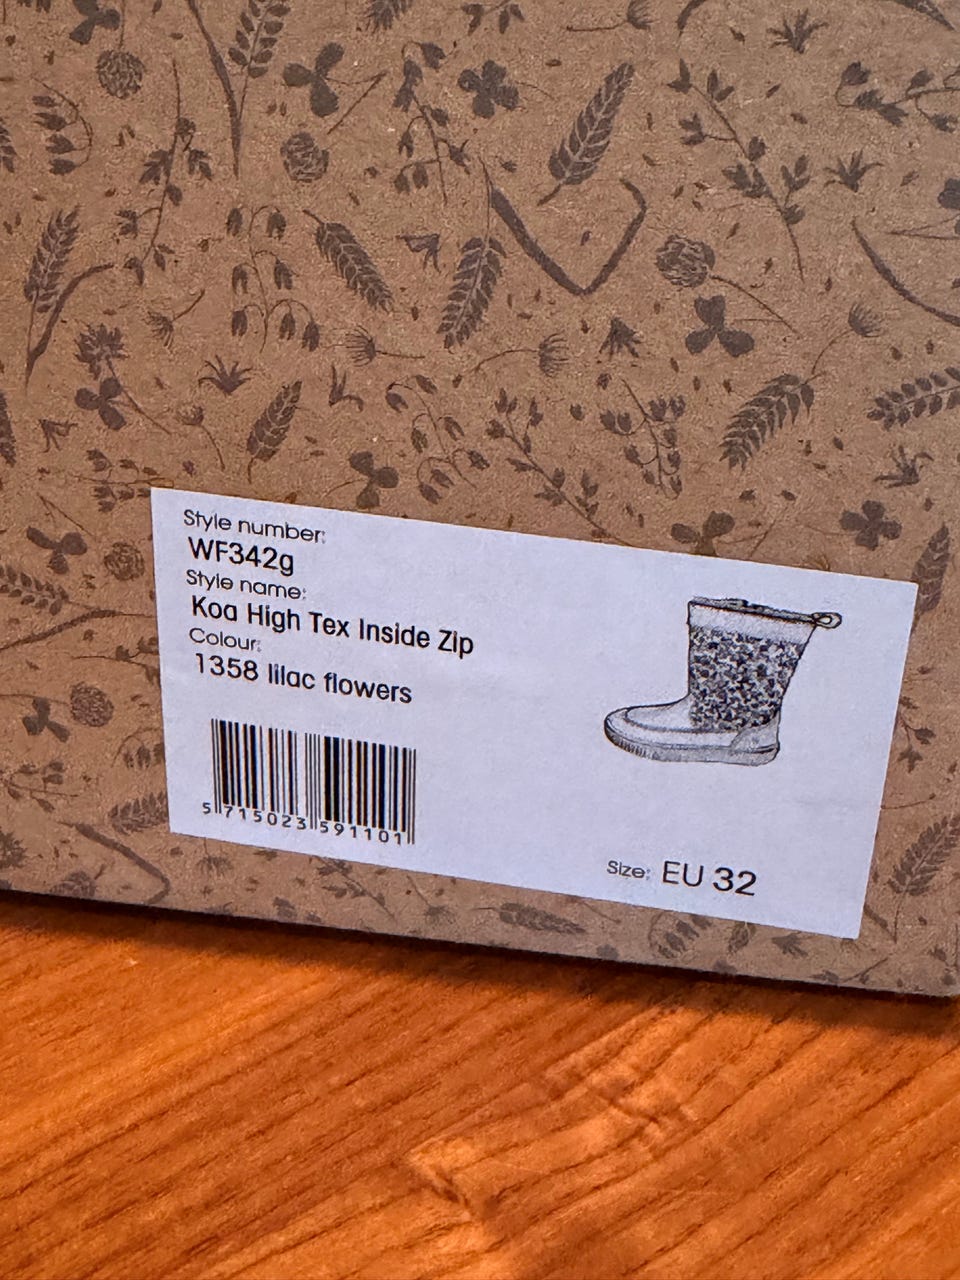 Style number:
WF342g
Style name:
Koa High Tex Inside Zip
Colour:
1358 lilac flowers
5 715023 591101
Size: EU 32